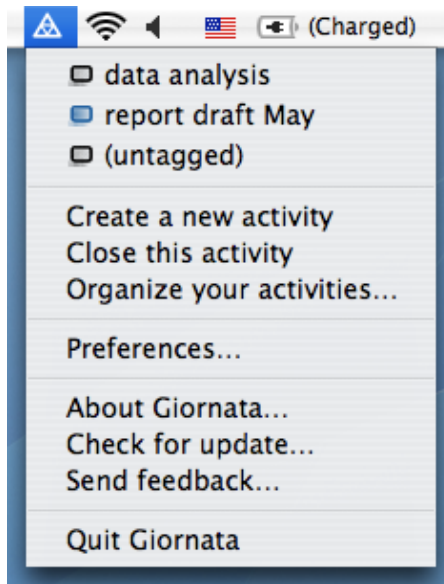 (Charged)
data analysis
report draft May
(untagged)
Create a new activity
Close this activity
Organize your activities...
Preferences...
About Giornata...
Check for update...
Send feedback...
Quit Giornata